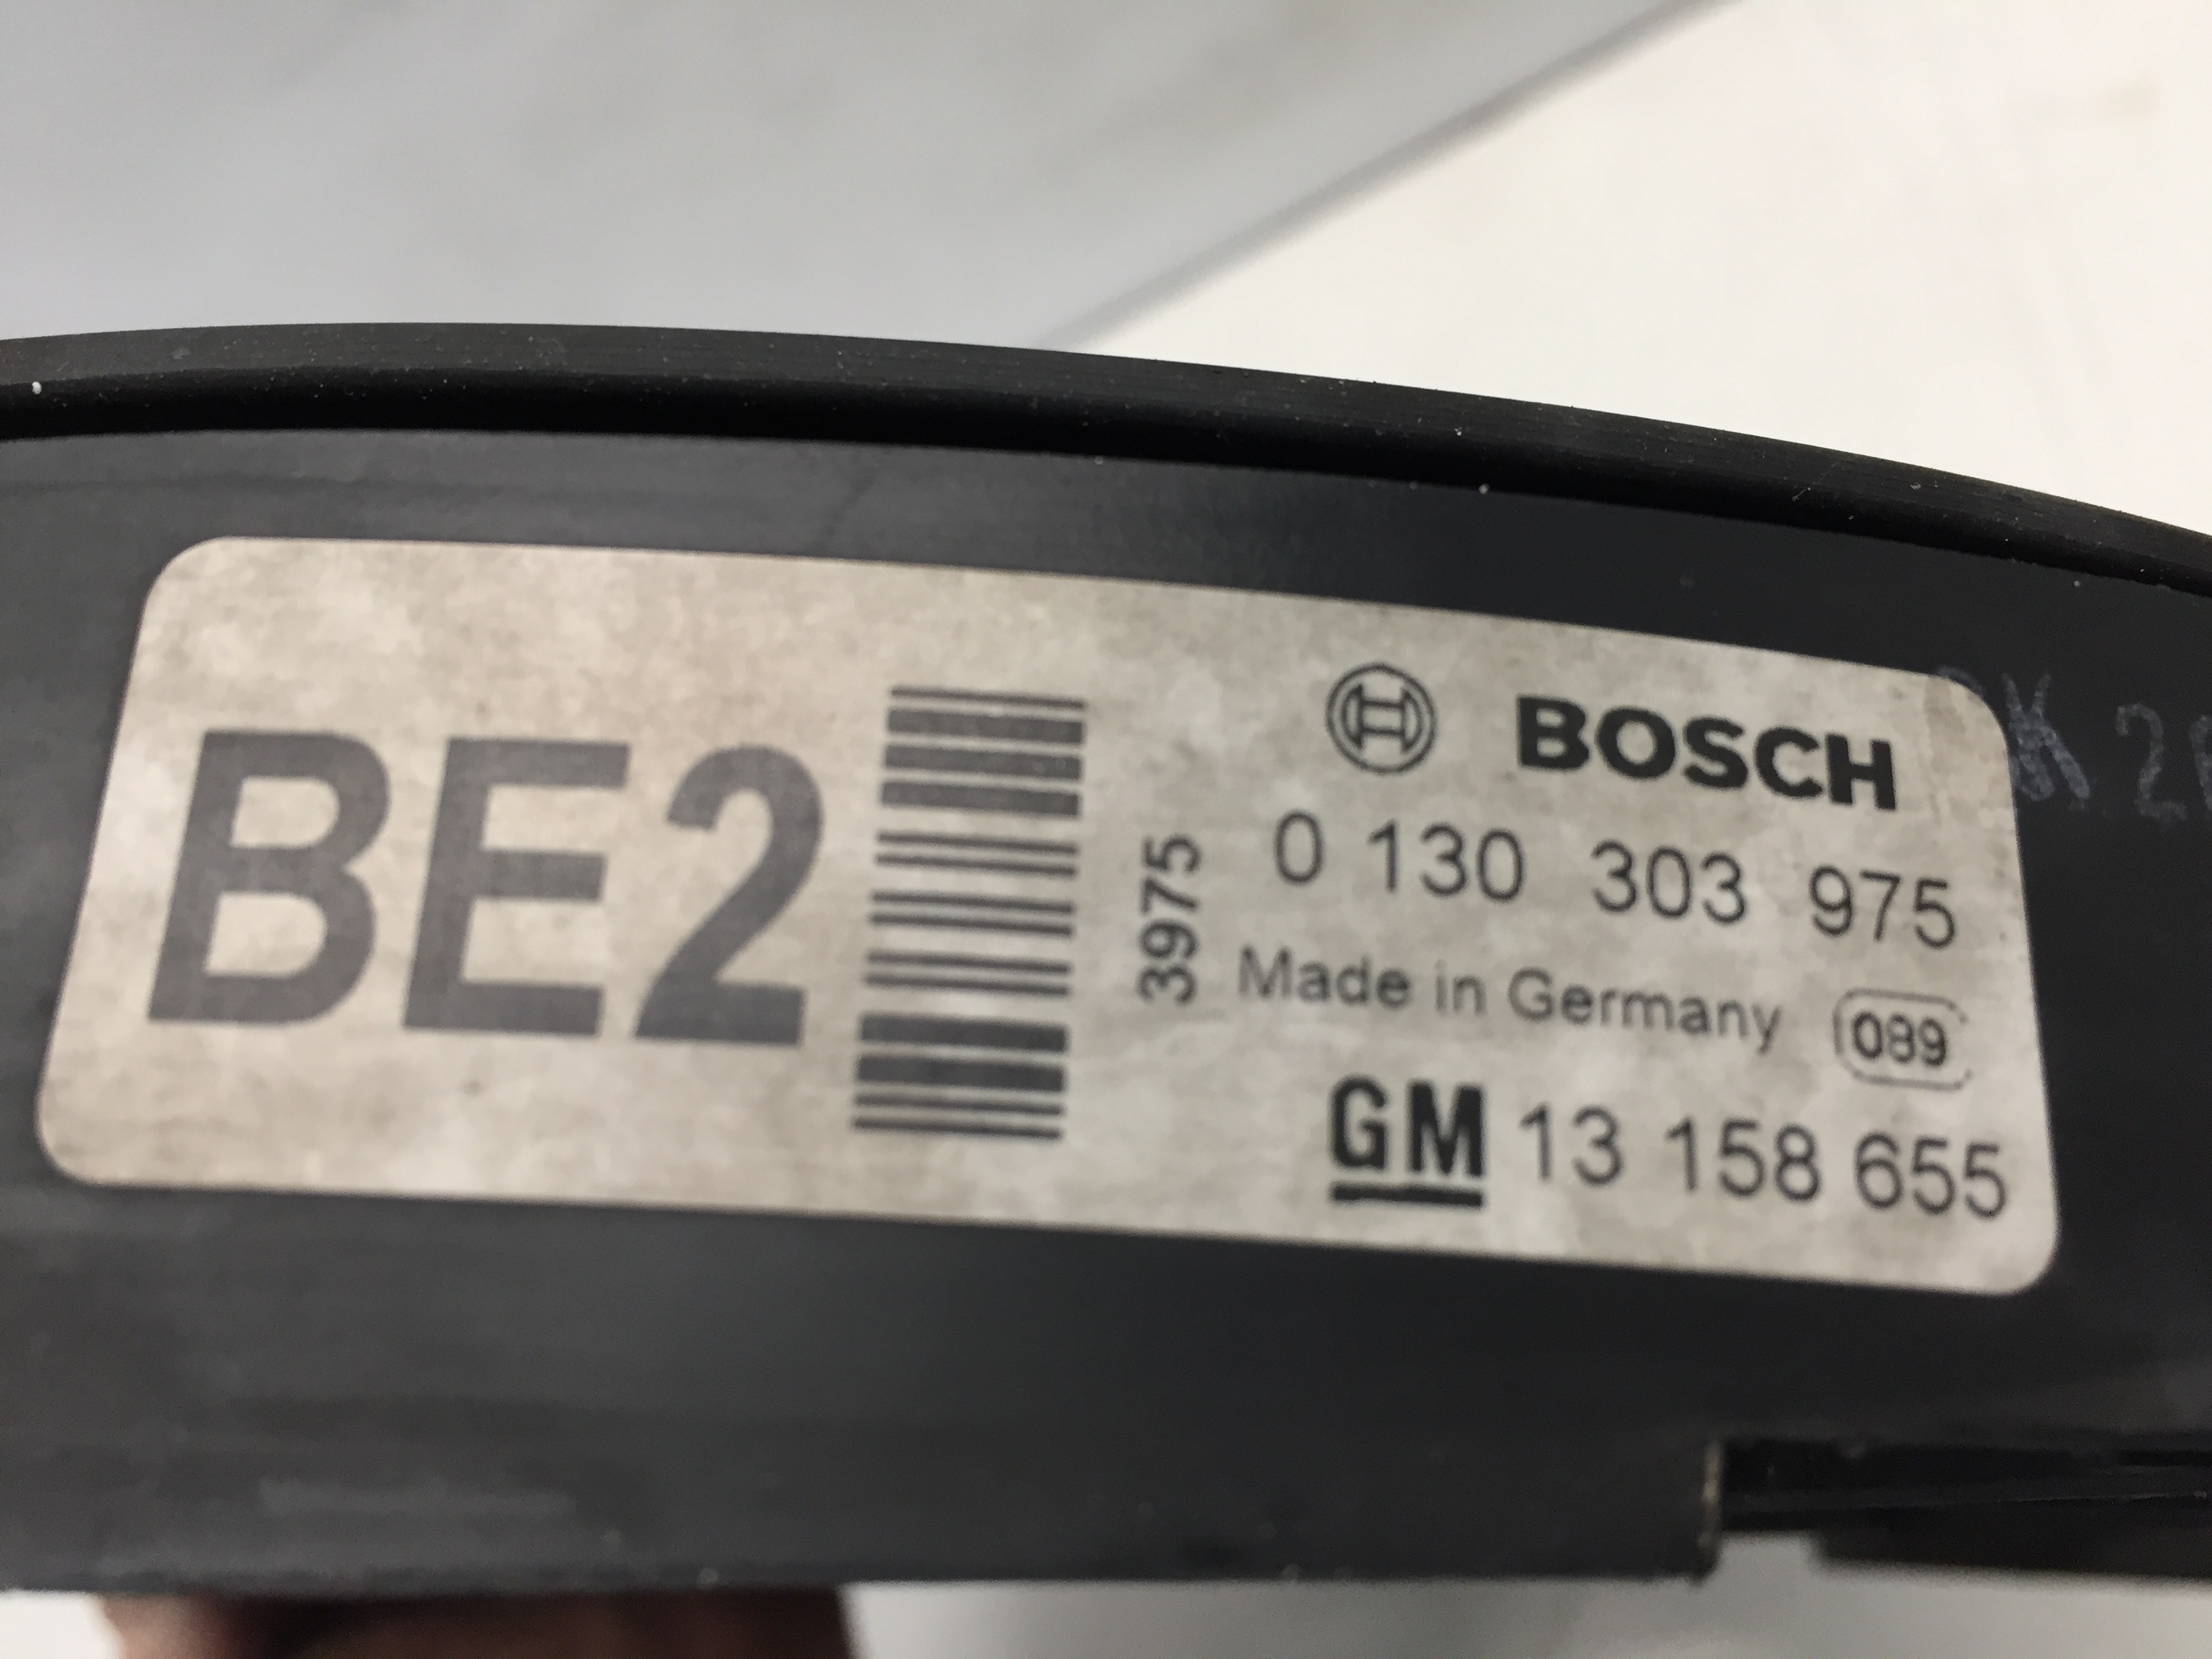 BE2
3975
BOSCH
0 130 303 975
Made in Germany 089
GM 13 158 655